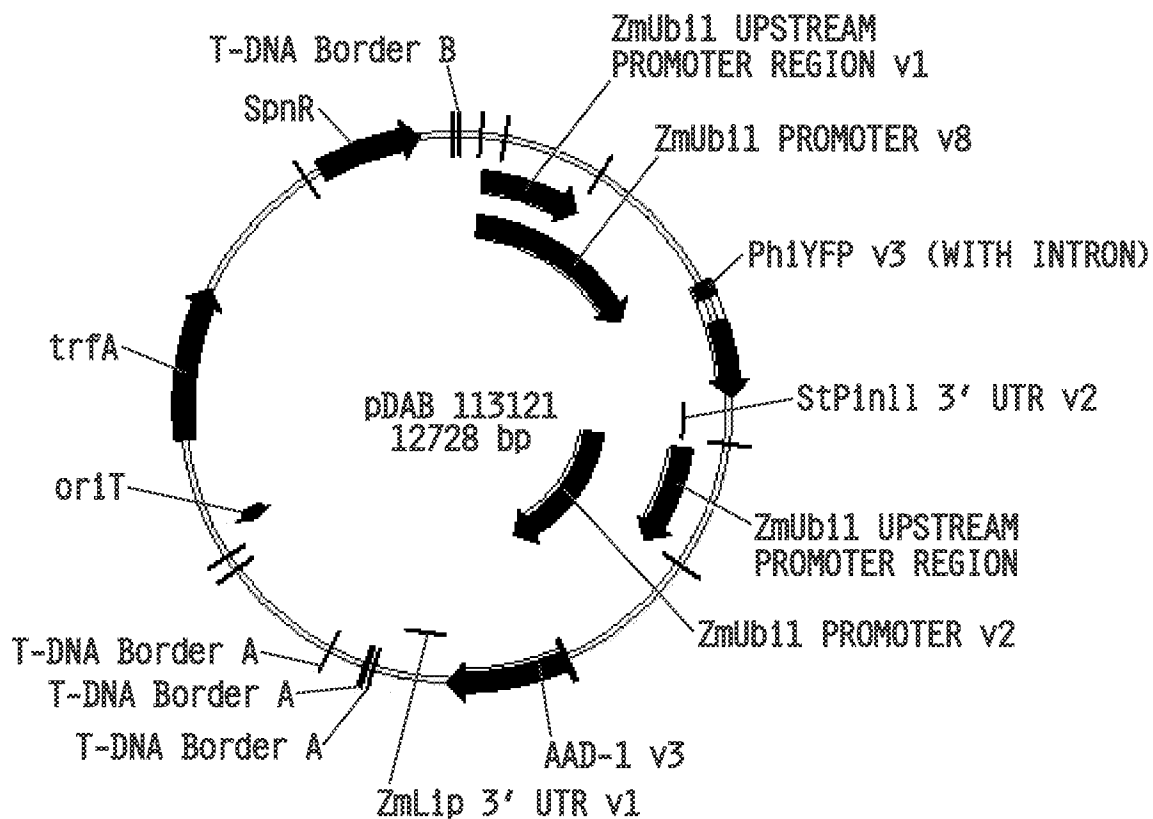 T-DNA Border B
ZmUbi1 UPSTREAM
PROMOTER REGION v1
SpnR
ZmUbi1 PROMOTER v8
PhiYFP v3 (WITH INTRON)
trfA
pDAB 113121
12728 bp
StPinll 3' UTR v2
oriT
ZmUbi1 UPSTREAM
PROMOTER REGION
ZmUbi1 PROMOTER v2
T-DNA Border A
T-DNA Border A
T-DNA Border A
AAD-1 v3
ZmLip 3' UTR v1